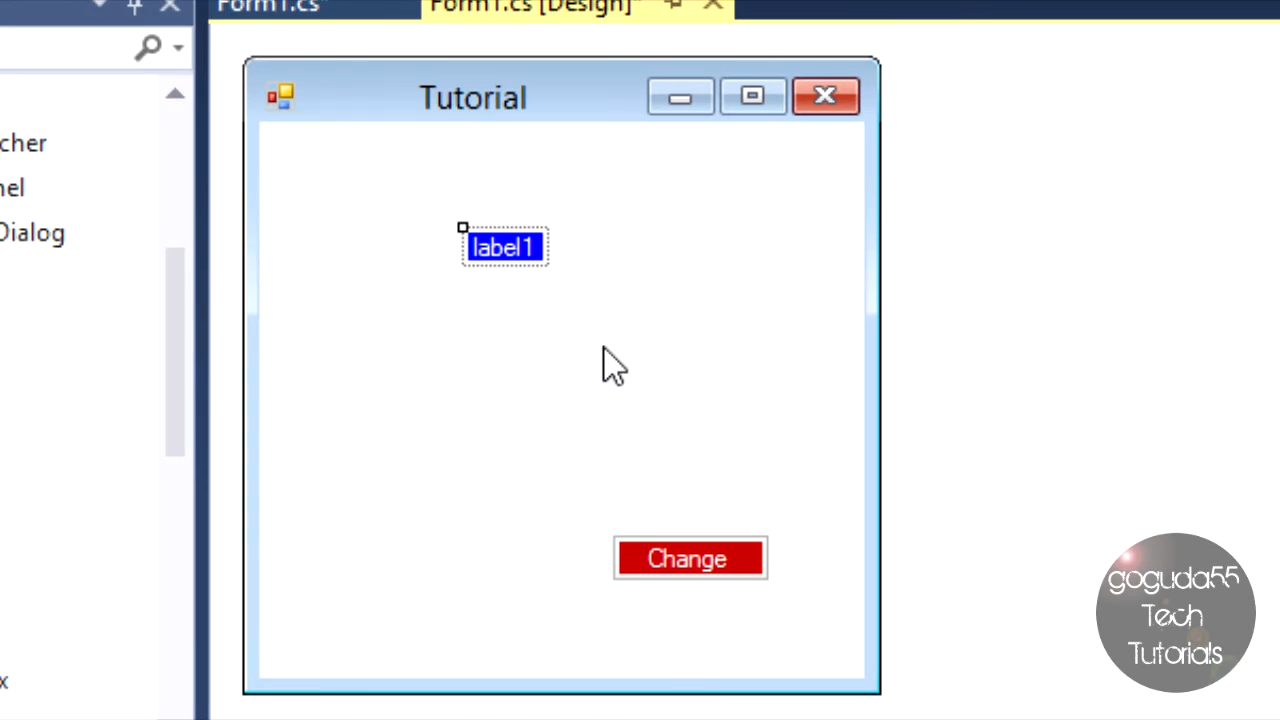 Form1.cs*
Form1.cs [Design]*
Tutorial
cher
nel
Dialog
label1
Change
x
goguda55
Tech
Tutorials